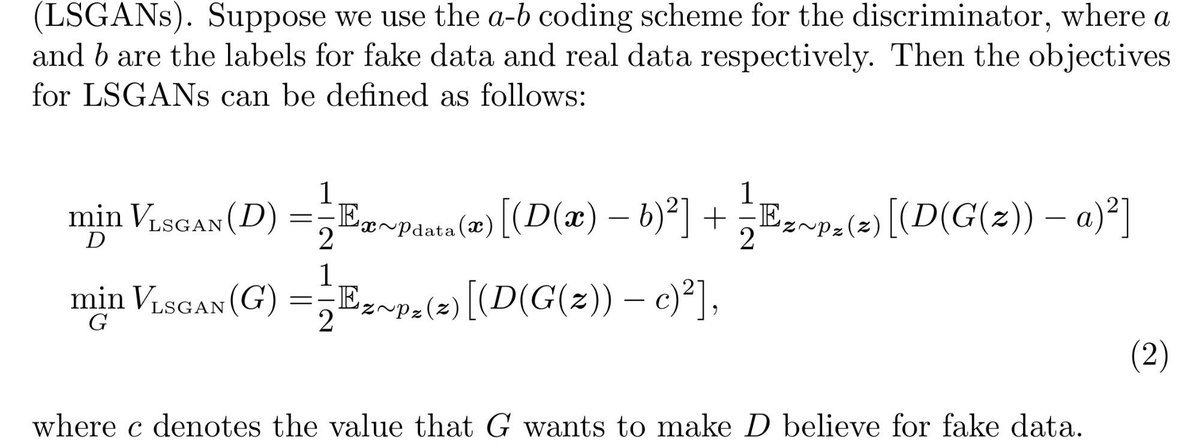 (LSGANs). Suppose we use the a-b coding scheme for the discriminator, where a
and b are the labels for fake data and real data respectively. Then the objectives
for LSGANs can be defined as follows:
min_D V_LSGAN(D) = 1/2 𝔼_{x∼p_data(x)}[(D(x) − b)²] + 1/2 𝔼_{z∼p_z(z)}[(D(G(z)) − a)²]
min_G V_LSGAN(G) = 1/2 𝔼_{z∼p_z(z)}[(D(G(z)) − c)²],
(2)
where c denotes the value that G wants to make D believe for fake data.